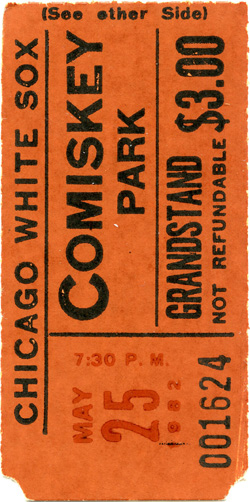 (See other Side)
CHICAGO WHITE SOX
COMISKEY
PARK
GRANDSTAND $3.00
NOT REFUNDABLE
7:30 P. M.
MAY
25
1982
001624